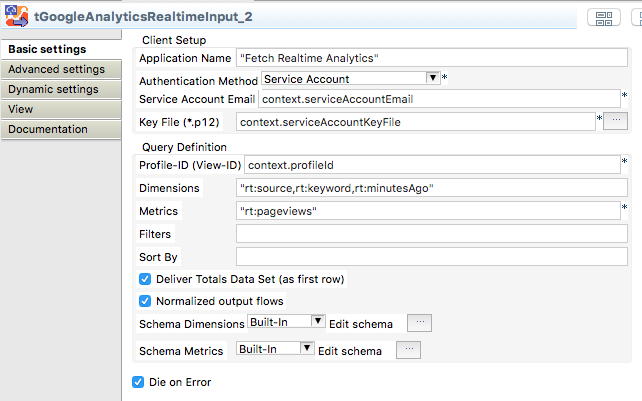 tGoogleAnalyticsRealtimeInput_2
Basic settings
Advanced settings
Dynamic settings
View
Documentation
Client Setup
Application Name "Fetch Realtime Analytics"
Authentication Method Service Account *
Service Account Email context.serviceAccountEmail *
Key File (*.p12) context.serviceAccountKeyFile * ...
Query Definition
Profile-ID (View-ID) context.profileId *
Dimensions "rt:source,rt:keyword,rt:minutesAgo"
Metrics "rt:pageviews" *
Filters
Sort By
Deliver Totals Data Set (as first row)
Normalized output flows
Schema Dimensions Built-In Edit schema ...
Schema Metrics Built-In Edit schema ...
Die on Error